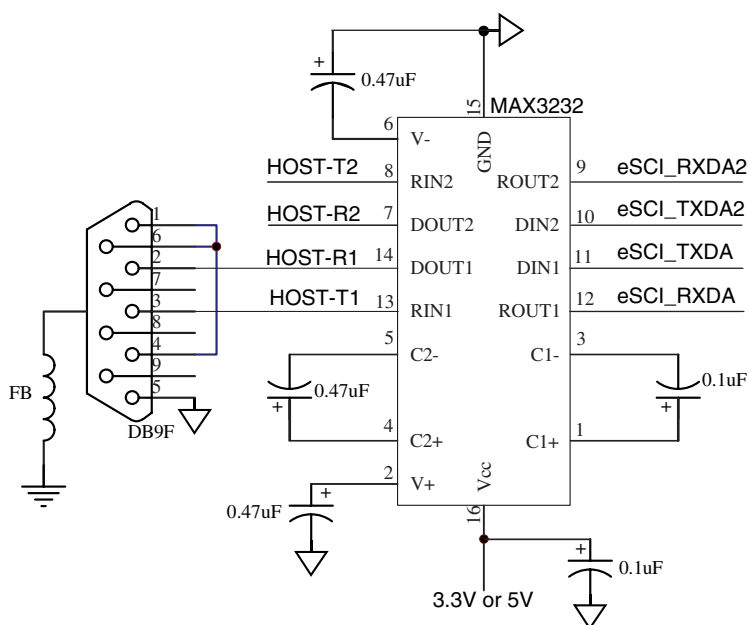 +
0.47uF
15
MAX3232
6
V-
GND
HOST-T2
8
RIN2
ROUT2
9
eSCI_RXDA2
HOST-R2
7
DOUT2
DIN2
10
eSCI_TXDA2
HOST-R1
14
DOUT1
DIN1
11
eSCI_TXDA
HOST-T1
13
RIN1
ROUT1
12
eSCI_RXDA
1
6
2
7
3
8
4
9
5
DB9F
FB
5
C2-
C1-
3
0.47uF
+
0.1uF
+
4
C2+
C1+
1
2
V+
Vcc
16
0.47uF
+
+
0.1uF
3.3V or 5V